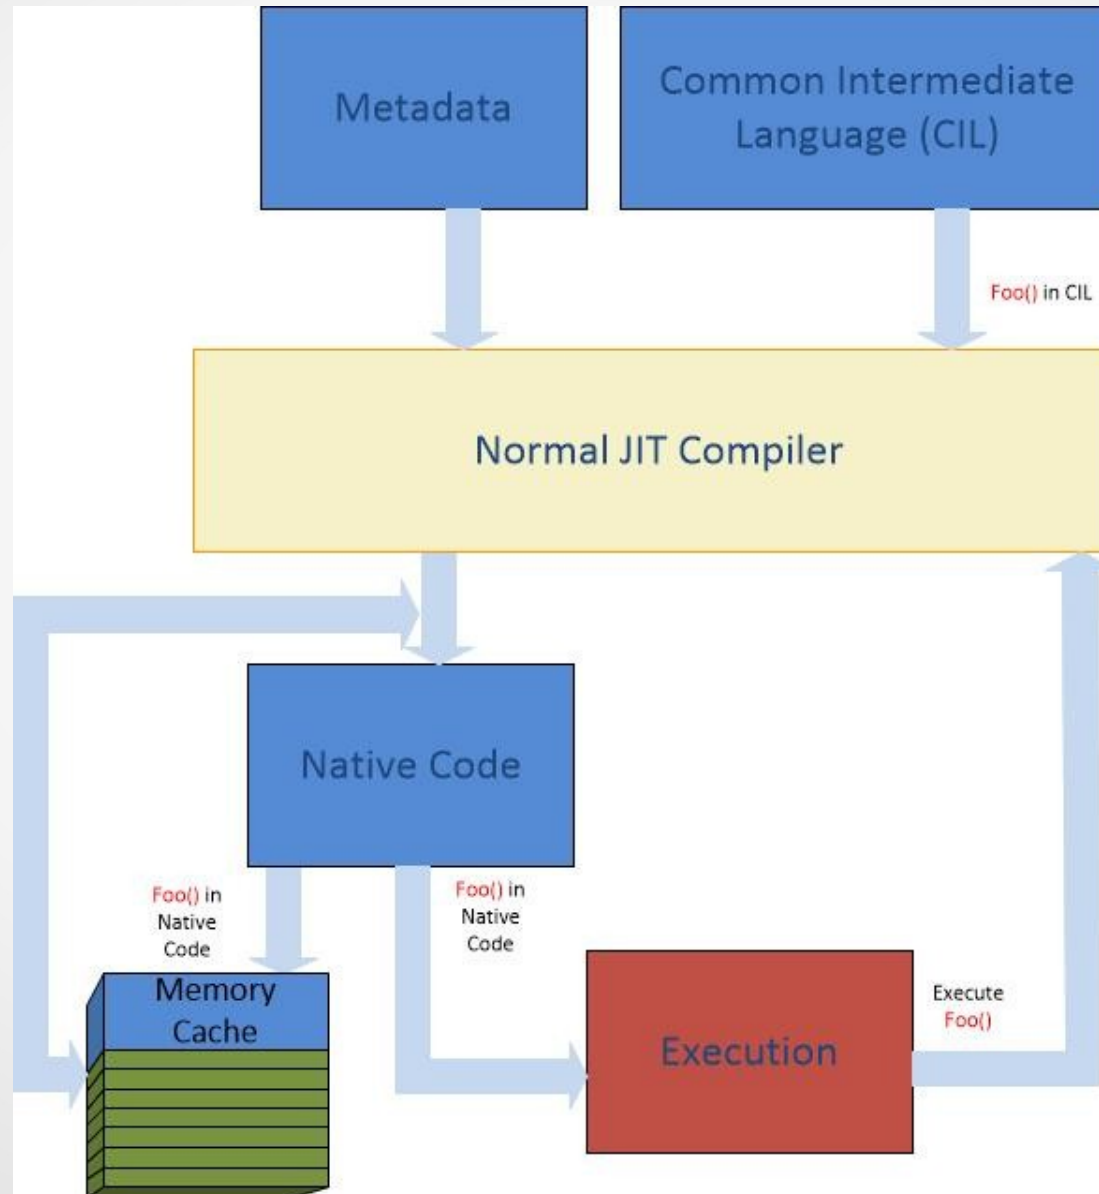 Metadata
Common Intermediate
Language (CIL)
Foo() in CIL
Normal JIT Compiler
Native Code
Foo() in
Native
Code
Foo() in
Native
Code
Memory
Cache
Execution
Execute
Foo()